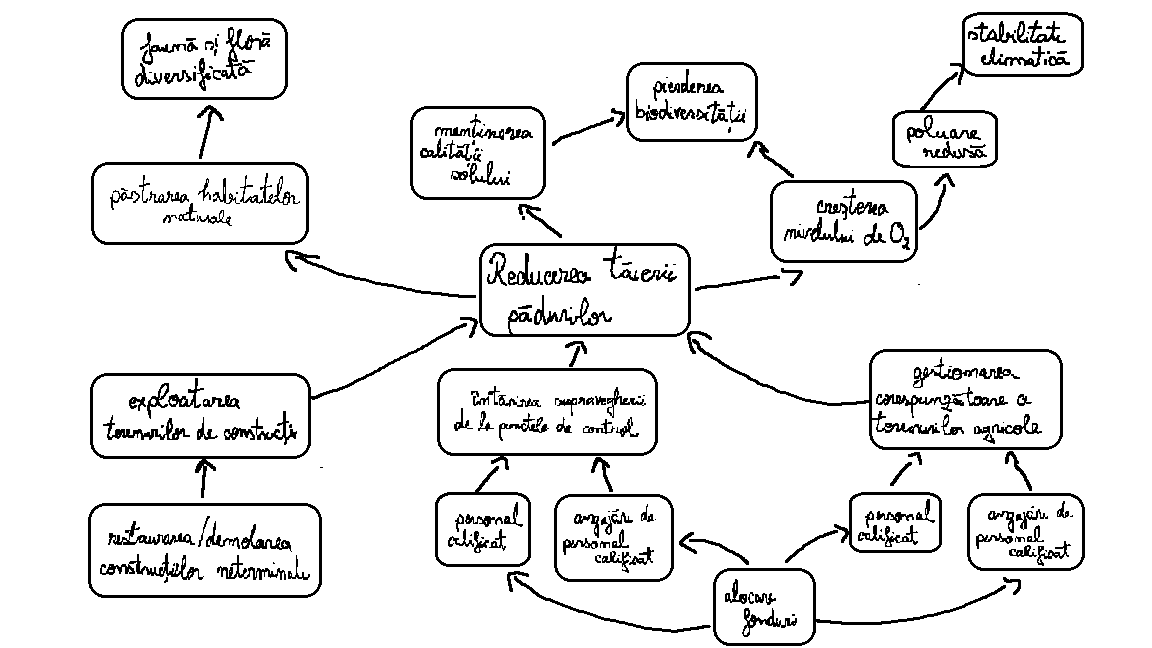 faună și floră
diversificată
stabilitate
climatică
pierderea
biodiversității
menținerea
calității
solului
poluare
redusă
păstrarea habitatelor
naturale
creșterea
nivelului de O₂
Reducerea tăierii
pădurilor
exploatarea
terenurilor de construcții
întărirea supravegherii
de la punctele de control
gestionarea
corespunzătoare a
terenurilor agricole
restaurarea/demolarea
construcțiilor neterminate
personal
calificat
angajări de
personal
calificat
personal
calificat
angajări de
personal
calificat
alocare
fonduri